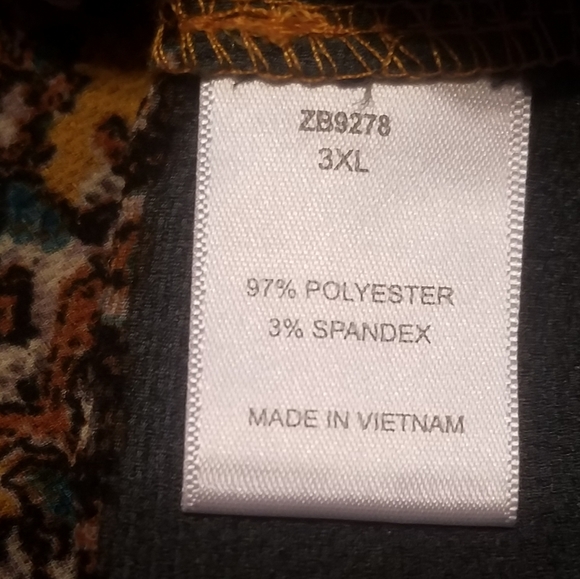 ZB9278
3XL
97% POLYESTER
3% SPANDEX
MADE IN VIETNAM